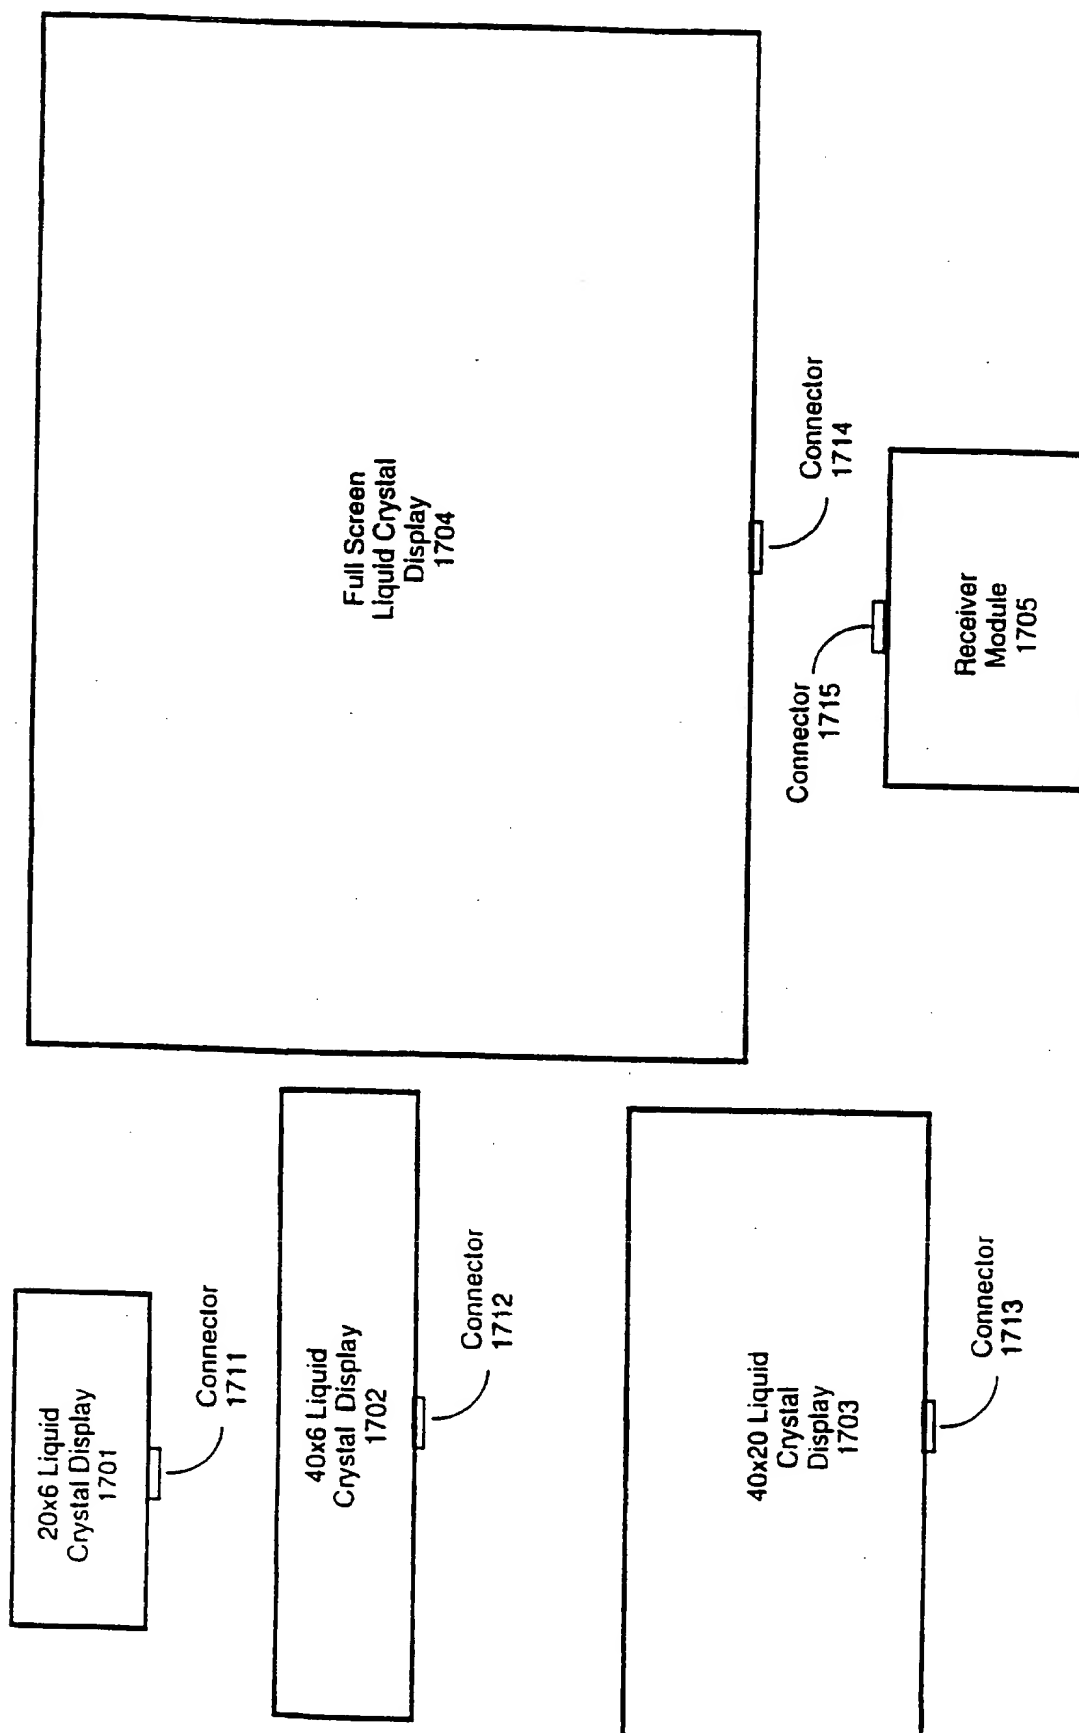 20x6 Liquid
Crystal Display
1701
Connector
1711
40x6 Liquid
Crystal Display
1702
Connector
1712
40x20 Liquid
Crystal
Display
1703
Connector
1713
Full Screen
Liquid Crystal
Display
1704
Connector
1714
Connector
1715
Receiver
Module
1705